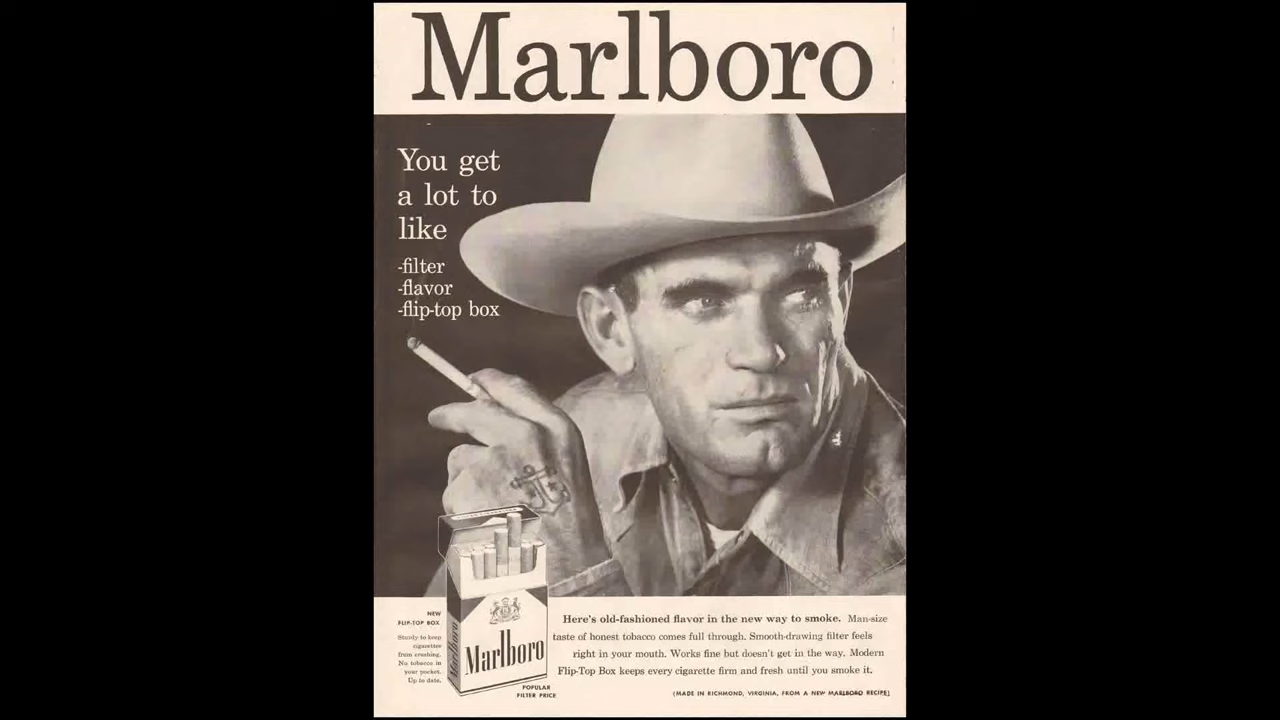 Marlboro
You get
a lot to
like
-filter
-flavor
-flip-top box
NEW
FLIP-TOP BOX
Sturdy to keep
cigarettes
from crushing.
No tobacco in
your pocket.
Up to date.
Marlboro
Marlboro
POPULAR
FILTER PRICE
Here's old-fashioned flavor in the new way to smoke. Man-size
taste of honest tobacco comes full through. Smooth-drawing filter feels
right in your mouth. Works fine but doesn't get in the way. Modern
Flip-Top Box keeps every cigarette firm and fresh until you smoke it.
(MADE IN RICHMOND, VIRGINIA, FROM A NEW MARLBORO RECIPE)